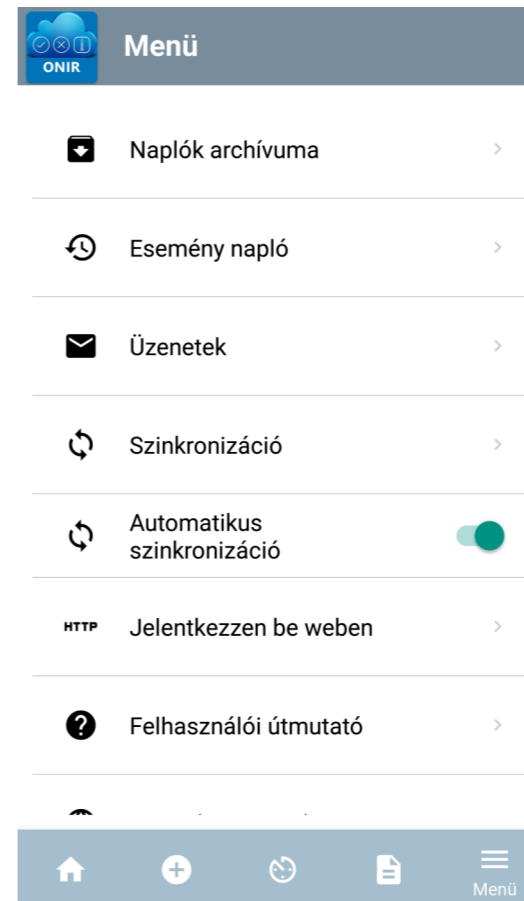 ONIR
Menü
Naplók archívuma
Esemény napló
Üzenetek
Szinkronizáció
Automatikus
szinkronizáció
HTTP
Jelentkezzen be weben
Felhasználói útmutató
Menü